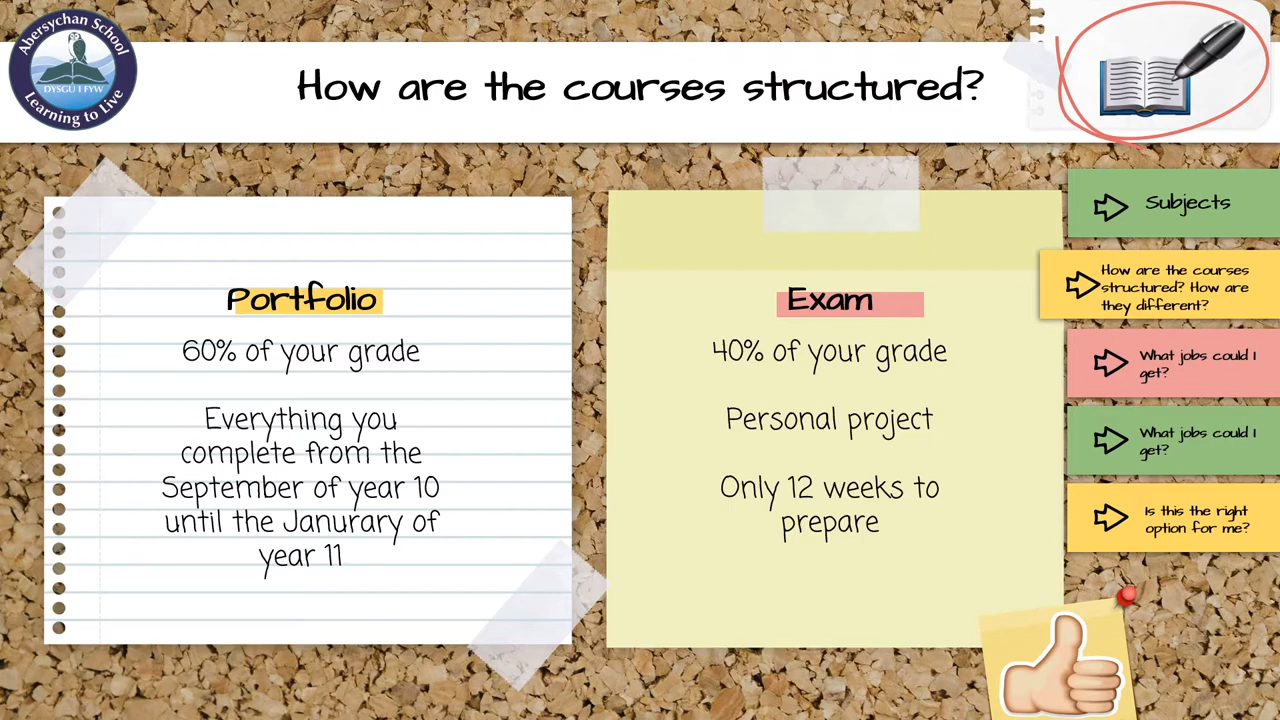 Abersychan School
DYSGU I FYW
Learning to Live
How are the courses structured?
Portfolio
60% of your grade
Everything you
complete from the
September of year 10
until the Janurary of
year 11
Exam
40% of your grade
Personal project
Only 12 weeks to
prepare
Subjects
How are the courses
structured? How are
they different?
What jobs could I
get?
What jobs could I
get?
Is this the right
option for me?